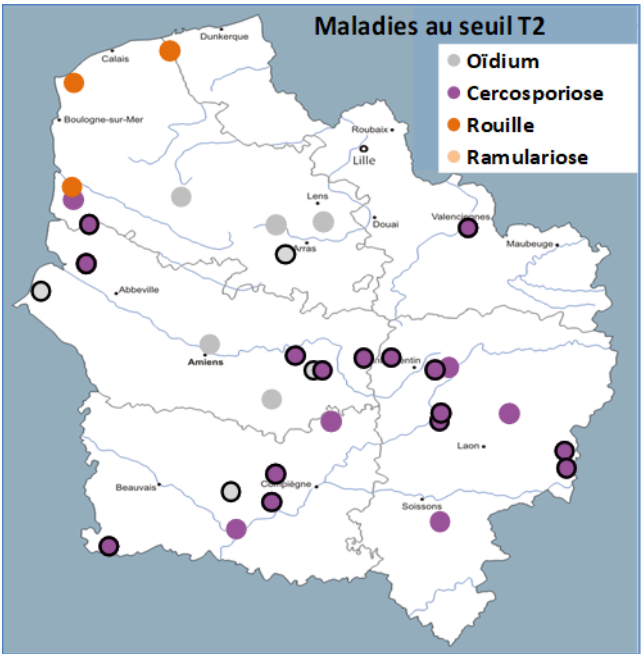 Maladies au seuil T2
Oïdium
Cercosporiose
Rouille
Ramulariose
Dunkerque
Calais
Boulogne-sur-Mer
Roubaix
Lille
Lens
Douai
Valenciennes
Arras
Maubeuge
Abbeville
Amiens
Laon
Beauvais
Compiègne
Soissons